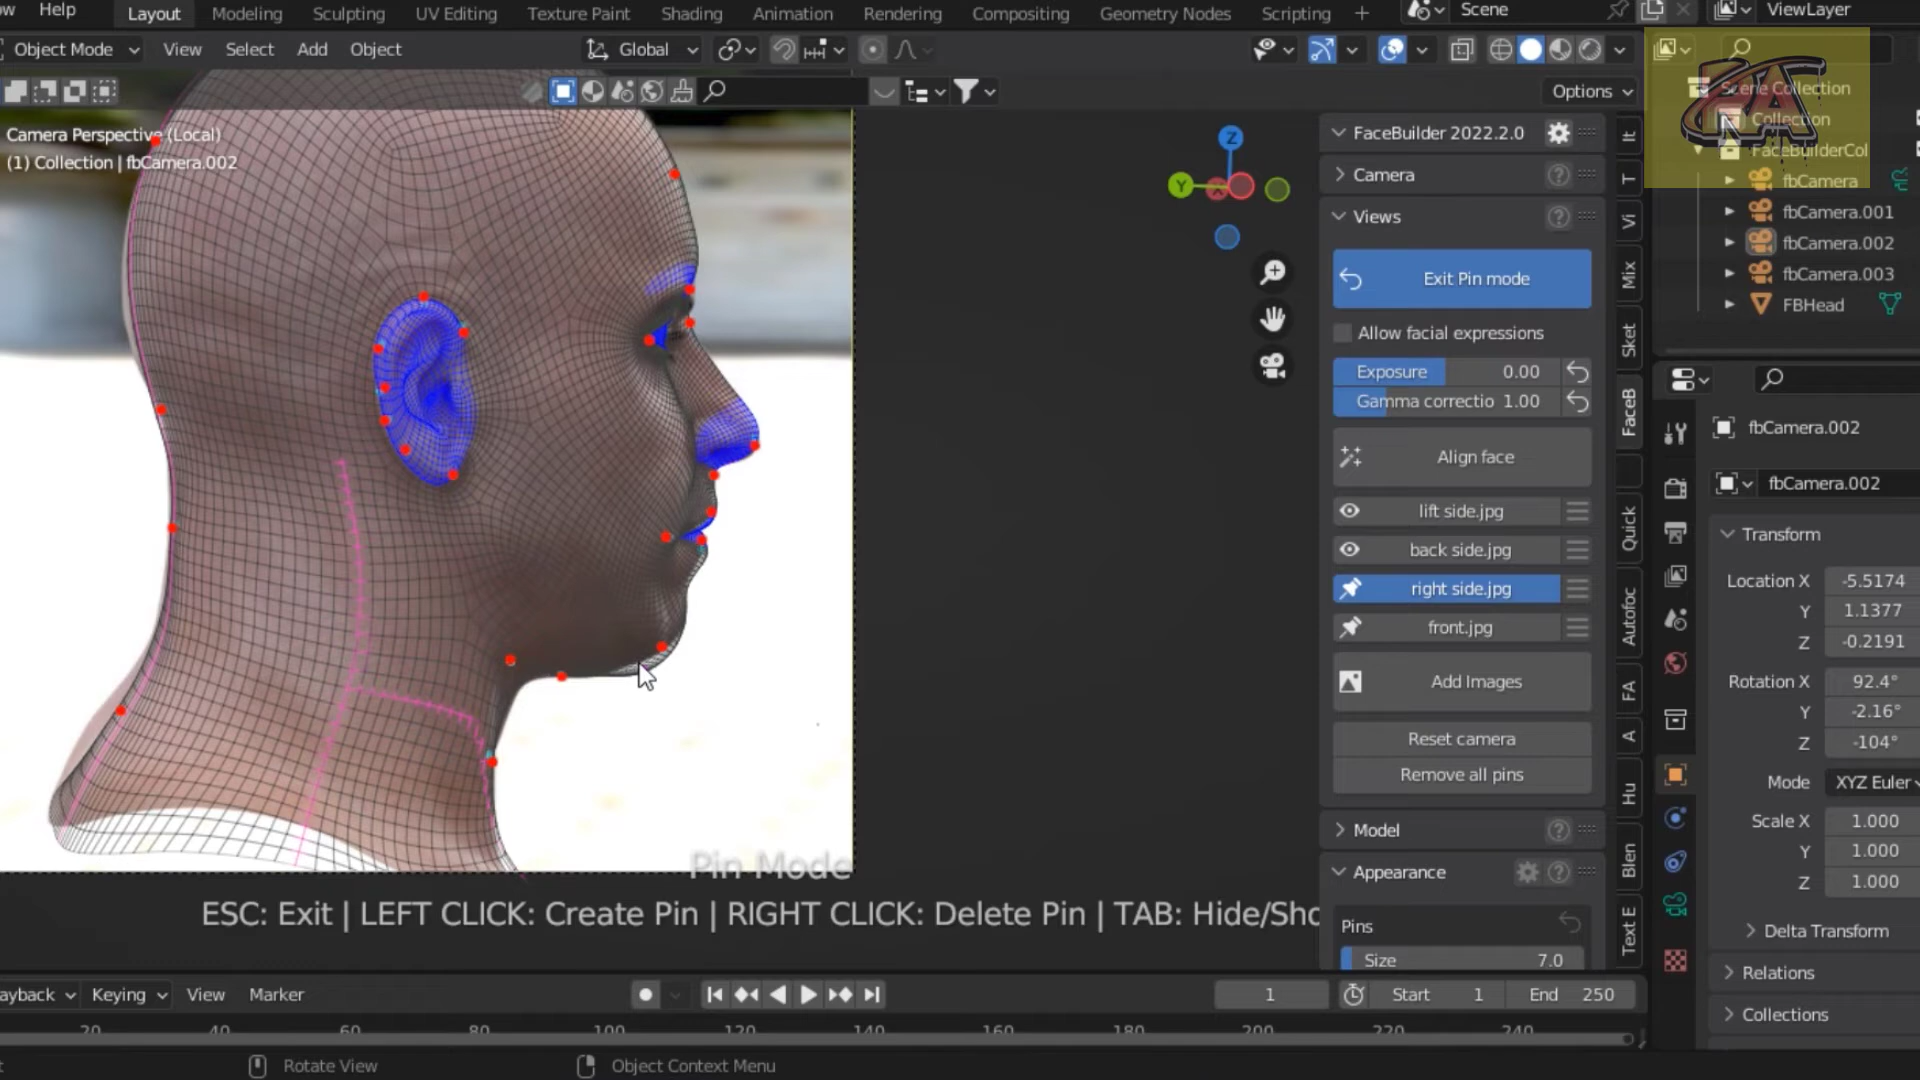 Help
Layout
Modeling
Sculpting
UV Editing
Texture Paint
Shading
Animation
Rendering
Compositing
Geometry Nodes
Scripting
+
Scene
ViewLayer
Object Mode
View
Select
Add
Object
Global
Options
Camera Perspective (Local)
(1) Collection | fbCamera.002
Z
Y
X
FaceBuilder 2022.2.0
Camera
Views
Exit Pin mode
Allow facial expressions
Exposure 0.00
Gamma correctio 1.00
Align face
lift side.jpg
back side.jpg
right side.jpg
front.jpg
Add Images
Reset camera
Remove all pins
Model
Appearance
Pins
Size 7.0
It
T
Vi
Mix
Sket
FaceB
Quick
Autofoc
FA
A
Hu
Blen
Text E
Scene Collection
Collection
FaceBuilderCol
fbCamera
fbCamera.001
fbCamera.002
fbCamera.003
FBHead
fbCamera.002
fbCamera.002
Transform
Location X -5.5174
Y 1.1377
Z -0.2191
Rotation X 92.4°
Y -2.16°
Z -104°
Mode XYZ Euler
Scale X 1.000
Y 1.000
Z 1.000
Delta Transform
Relations
Collections
Pin Mode
ESC: Exit | LEFT CLICK: Create Pin | RIGHT CLICK: Delete Pin | TAB: Hide/Sho
ayback
Keying
View
Marker
1
Start 1
End 250
20 40 60 80 100 120 140 160 180 200 220 240
Rotate View
Object Context Menu